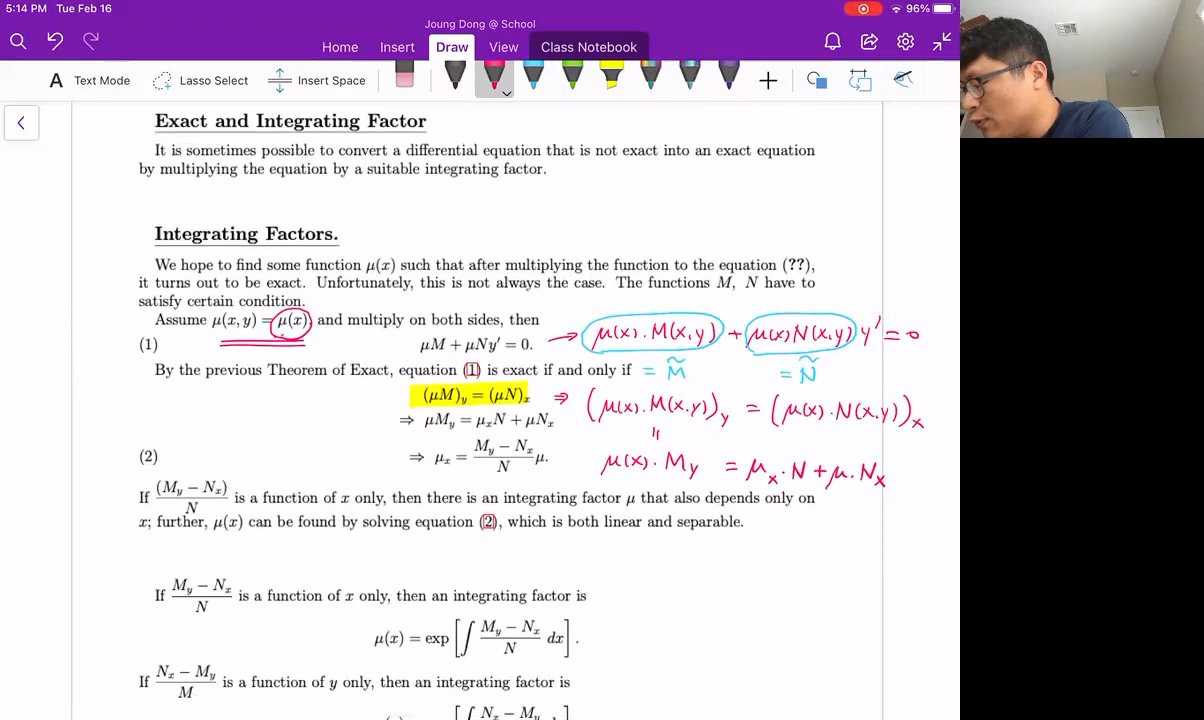 5:14 PM Tue Feb 16
96%
Joung Dong @ School
Home Insert Draw View Class Notebook
A Text Mode Lasso Select Insert Space
Exact and Integrating Factor
It is sometimes possible to convert a differential equation that is not exact into an exact equation
by multiplying the equation by a suitable integrating factor.
Integrating Factors.
We hope to find some function μ(x) such that after multiplying the function to the equation (??),
it turns out to be exact. Unfortunately, this is not always the case. The functions M, N have to
satisfy certain condition.
Assume μ(x, y) = μ(x), and multiply on both sides, then
(1) μM + μNy′ = 0. → μ(x).M(x,y) + μ(x)N(x,y) y′ = 0
By the previous Theorem of Exact, equation (1) is exact if and only if = M̃ = Ñ
(μM)_y = (μN)_x ⇒ (μ(x).M(x,y))_y = (μ(x).N(x,y))_x
⇒ μM_y = μ_xN + μN_x
μ(x).M_y = μ_x.N + μ.N_x
(2) ⇒ μ_x = (M_y − N_x)/N μ.
If (M_y − N_x)/N is a function of x only, then there is an integrating factor μ that also depends only on
x; further, μ(x) can be found by solving equation (2), which is both linear and separable.
If (M_y − N_x)/N is a function of x only, then an integrating factor is
μ(x) = exp[∫ (M_y − N_x)/N dx].
If (N_x − M_y)/M is a function of y only, then an integrating factor is
[∫ N_x − M_y ]